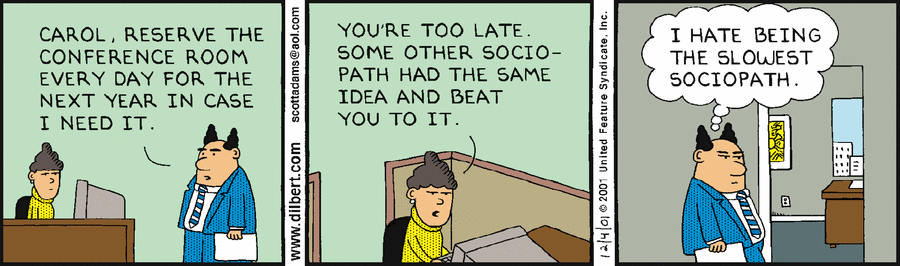 CAROL, RESERVE THE
CONFERENCE ROOM
EVERY DAY FOR THE
NEXT YEAR IN CASE
I NEED IT.
www.dilbert.com scottadams@aol.com
YOU'RE TOO LATE.
SOME OTHER SOCIO-
PATH HAD THE SAME
IDEA AND BEAT
YOU TO IT.
12/4/01 © 2001 United Feature Syndicate, Inc.
I HATE BEING
THE SLOWEST
SOCIOPATH.